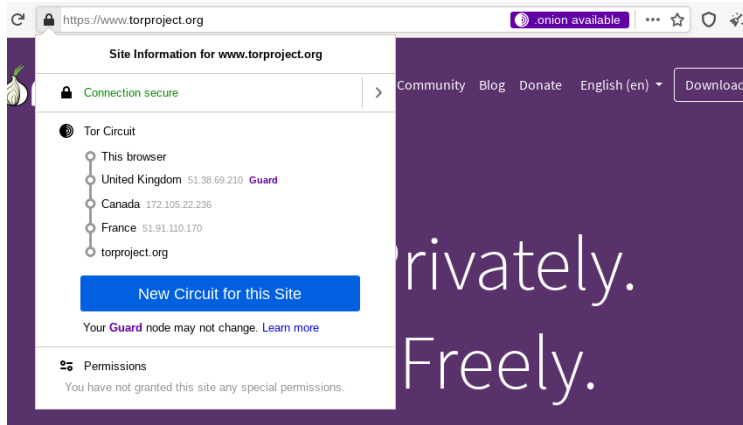 https://www.torproject.org
.onion available
Site Information for www.torproject.org
Connection secure
Community Blog Donate English (en) Download
Tor Circuit
This browser
United Kingdom 51.38.69.210 Guard
Canada 172.105.22.236
France 51.91.110.170
torproject.org
New Circuit for this Site
Your Guard node may not change. Learn more
Permissions
You have not granted this site any special permissions.
rivately.
Freely.